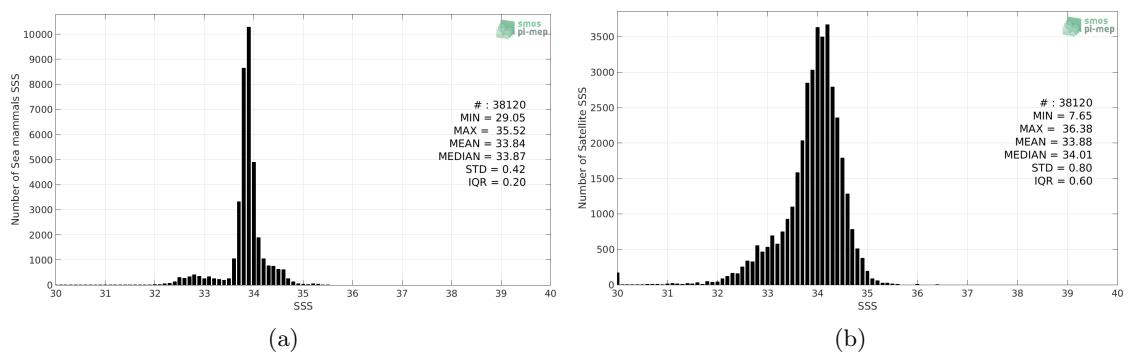 10000
9000
8000
7000
6000
5000
4000
3000
2000
1000
0
Number of Sea mammals SSS
smos
pi-mep
# : 38120
MIN = 29.05
MAX = 35.52
MEAN = 33.84
MEDIAN = 33.87
STD = 0.42
IQR = 0.20
30 31 32 33 34 35 36 37 38 39 40
SSS
(a)
3500
3000
2500
2000
1500
1000
500
0
Number of Satellite SSS
smos
pi-mep
# : 38120
MIN = 7.65
MAX = 36.38
MEAN = 33.88
MEDIAN = 34.01
STD = 0.80
IQR = 0.60
30 31 32 33 34 35 36 37 38 39 40
SSS
(b)